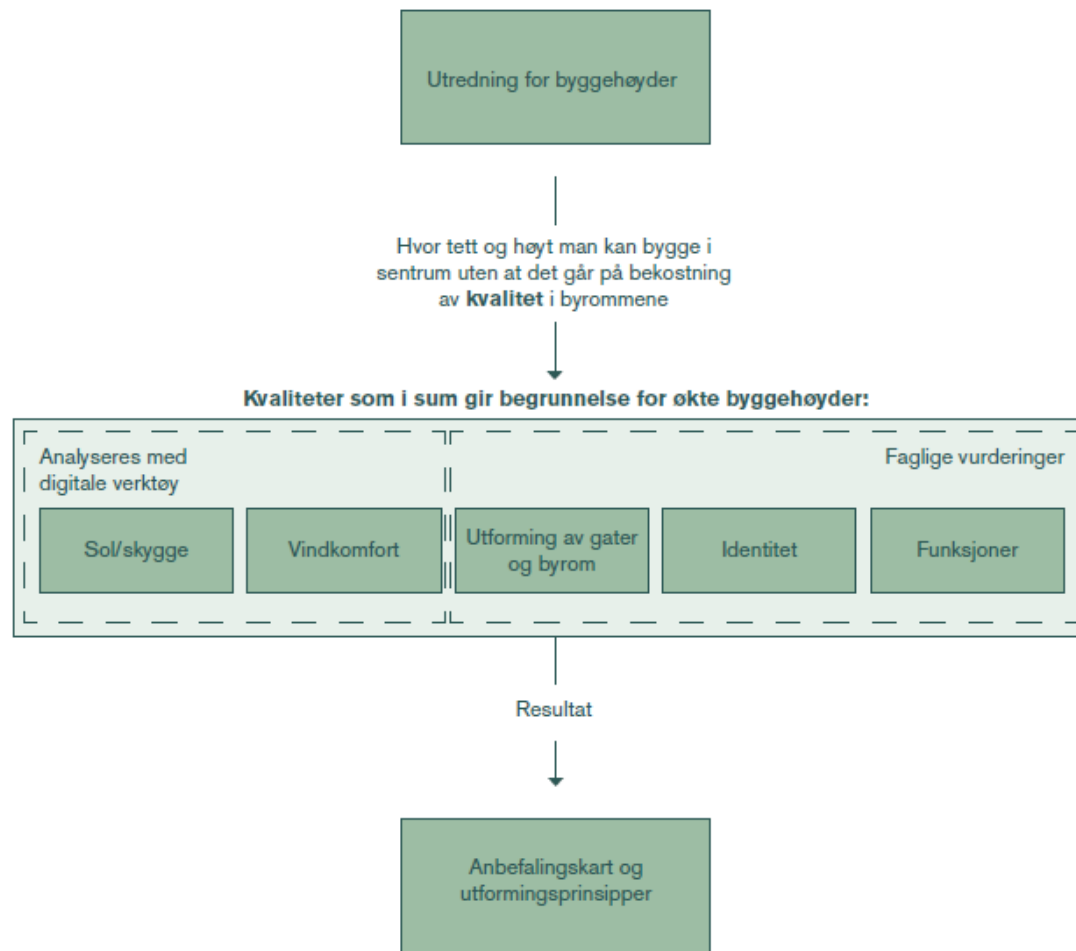 Utredning for byggehøyder
Hvor tett og høyt man kan bygge i
sentrum uten at det går på bekostning
av kvalitet i byrommene
Kvaliteter som i sum gir begrunnelse for økte byggehøyder:
Analyseres med
digitale verktøy
Faglige vurderinger
Sol/skygge
Vindkomfort
Utforming av gater
og byrom
Identitet
Funksjoner
Resultat
Anbefalingskart og
utformingsprinsipper